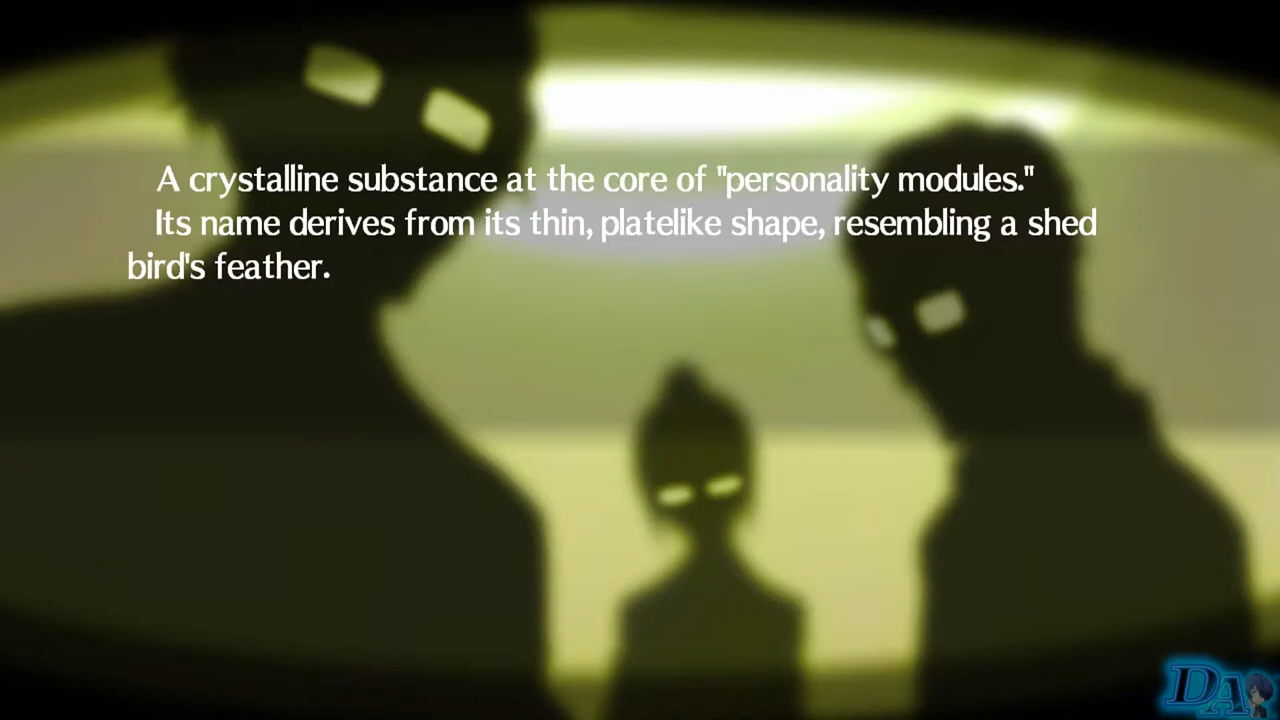 A crystalline substance at the core of "personality modules."
Its name derives from its thin, platelike shape, resembling a shed
bird's feather.
DA